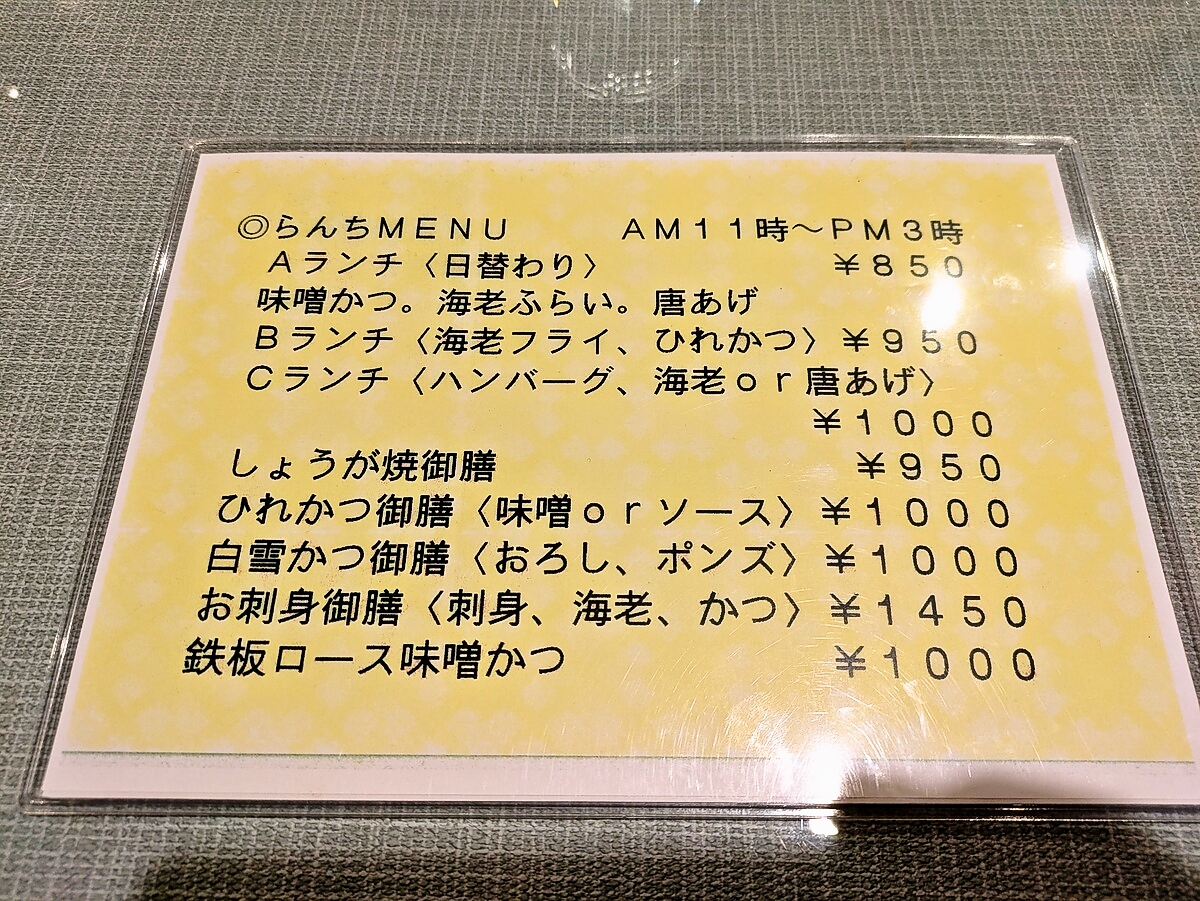 ◎らんちＭＥＮＵ　　ＡＭ１１時～ＰＭ３時
Ａランチ〈日替わり〉　￥８５０
味噌かつ。海老ふらい。唐あげ
Ｂランチ〈海老フライ、ひれかつ〉￥９５０
Ｃランチ〈ハンバーグ、海老ｏｒ唐あげ〉
￥１０００
しょうが焼御膳　￥９５０
ひれかつ御膳〈味噌ｏｒソース〉￥１０００
白雪かつ御膳〈おろし、ポンズ〉￥１０００
お刺身御膳〈刺身、海老、かつ〉￥１４５０
鉄板ロース味噌かつ　￥１０００